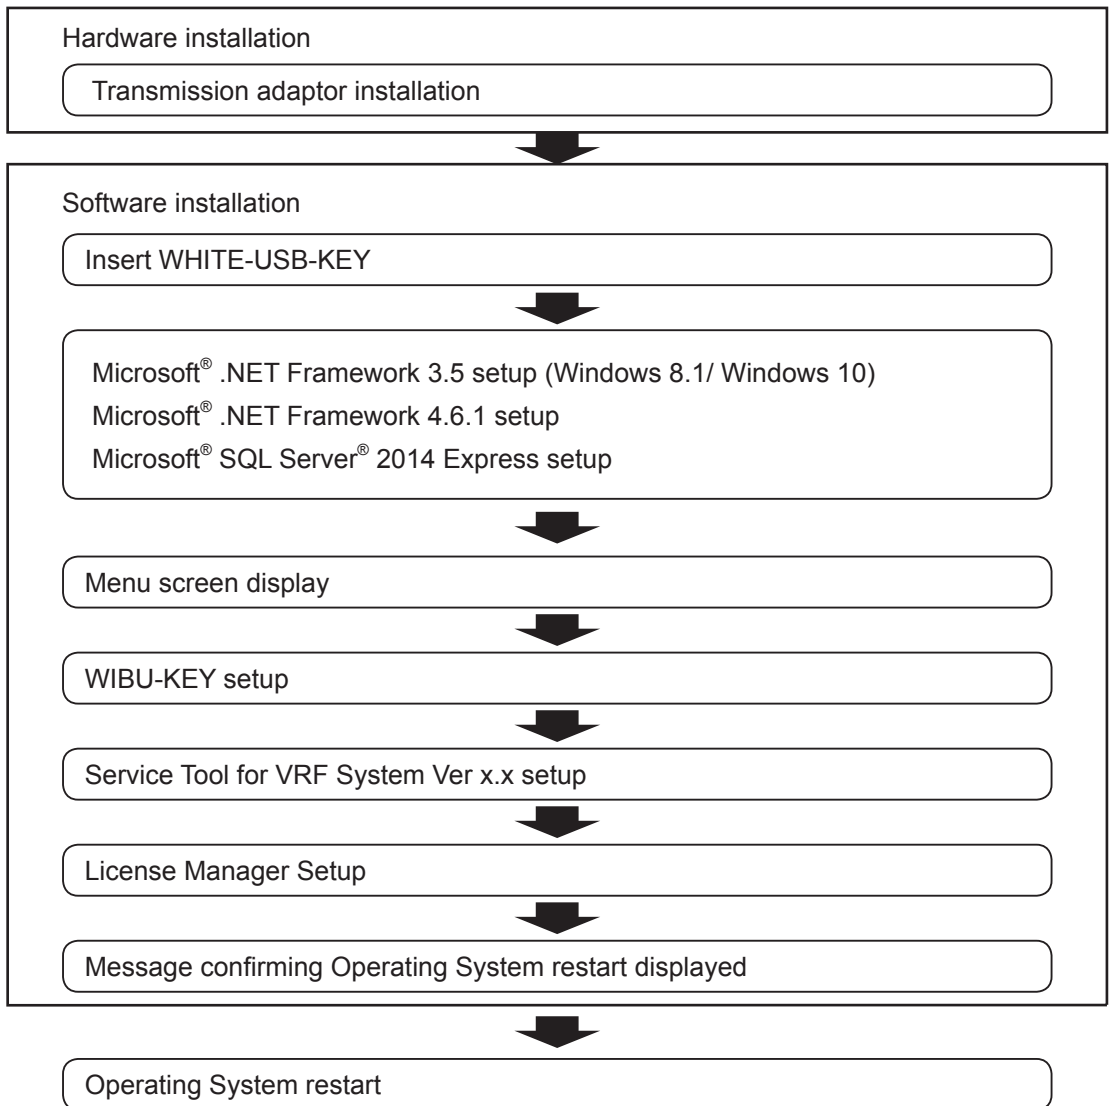 Hardware installation
Transmission adaptor installation
Software installation
Insert WHITE-USB-KEY
Microsoft® .NET Framework 3.5 setup (Windows 8.1/ Windows 10)
Microsoft® .NET Framework 4.6.1 setup
Microsoft® SQL Server® 2014 Express setup
Menu screen display
WIBU-KEY setup
Service Tool for VRF System Ver x.x setup
License Manager Setup
Message confirming Operating System restart displayed
Operating System restart